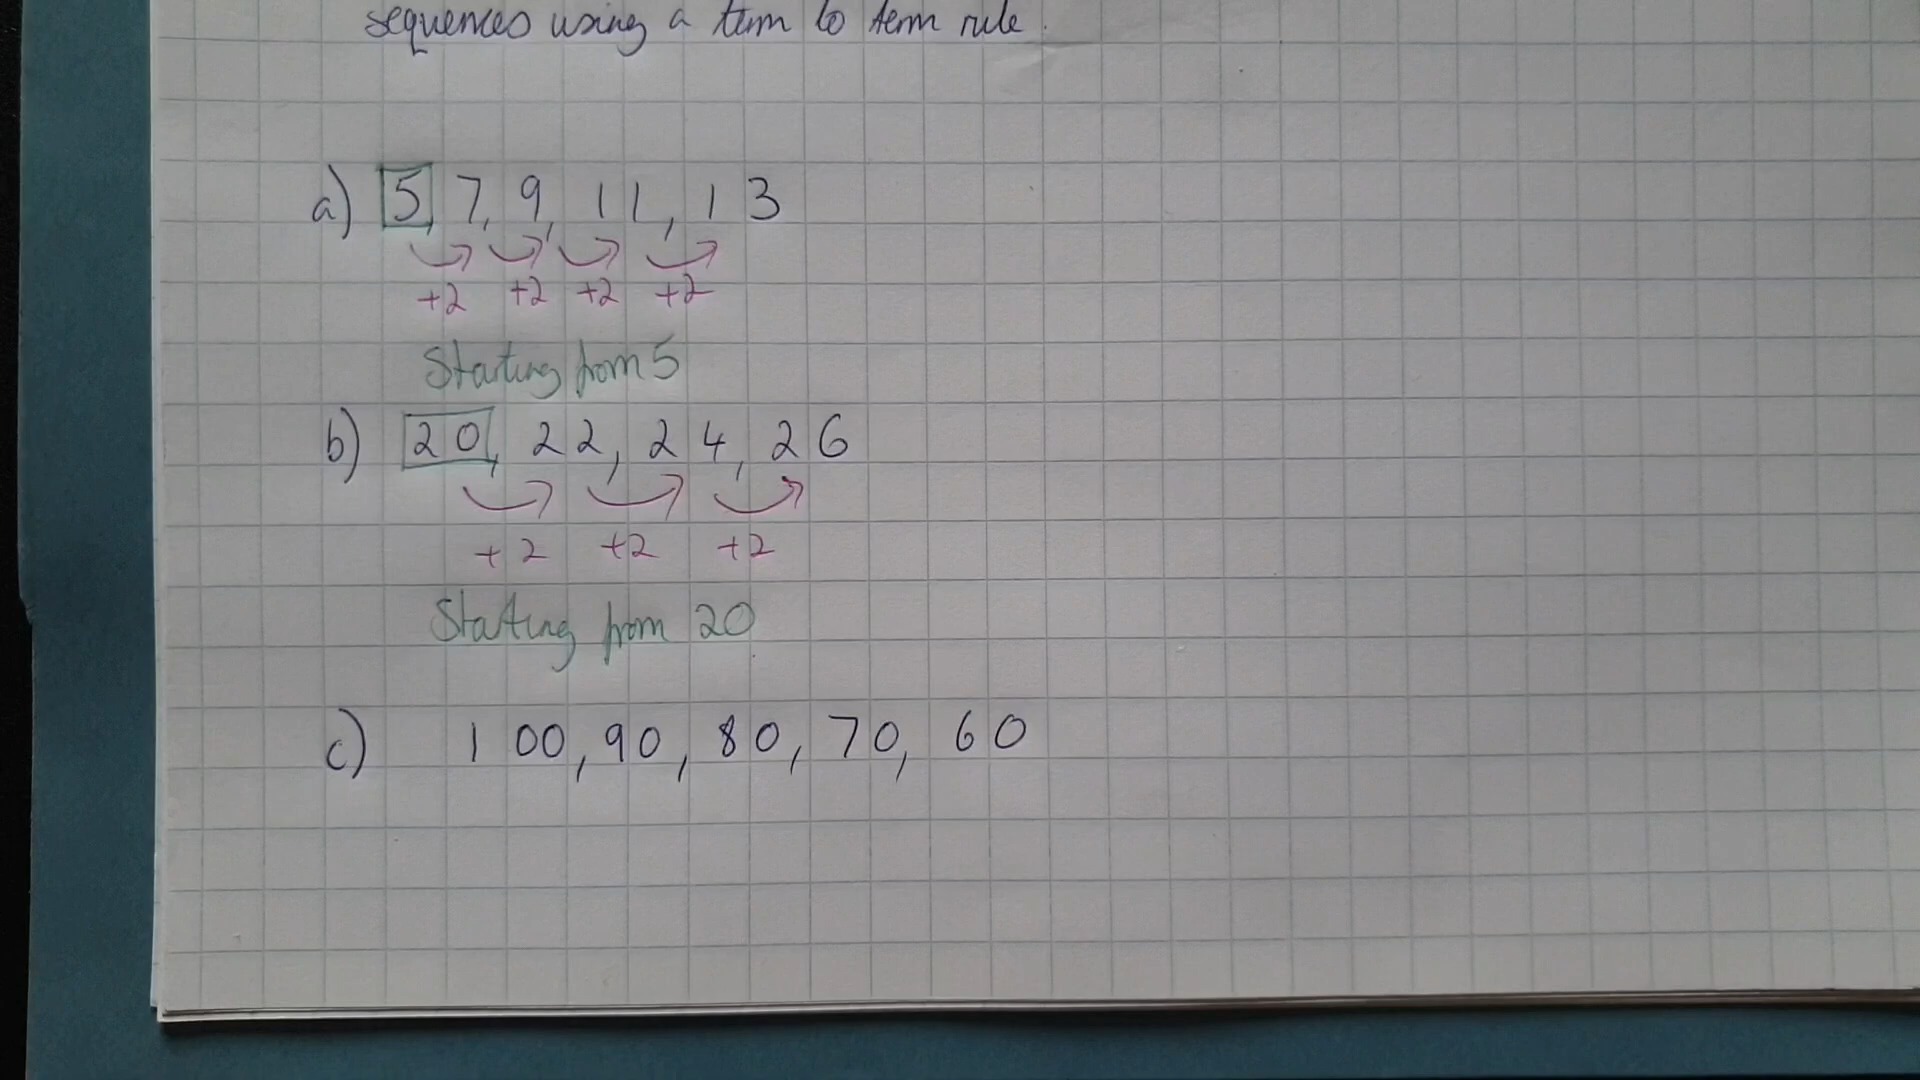 sequences using a term to term rule.
a) 5, 7, 9, 11, 13
+2 +2 +2 +2
Starting from 5
b) 20, 22, 24, 26
+2 +2 +2
Starting from 20
c) 100, 90, 80, 70, 60